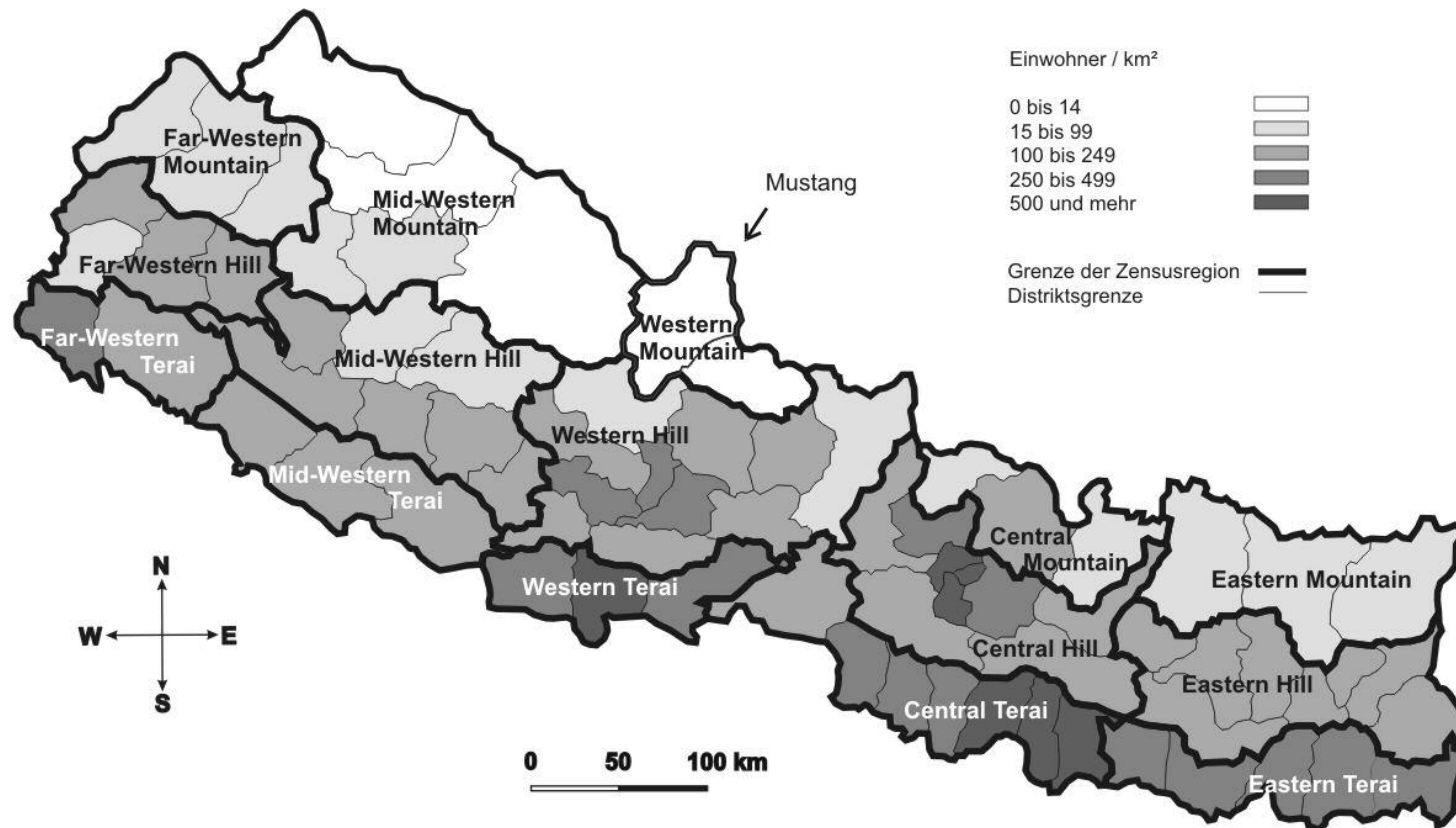 Einwohner / km²
0 bis 14
15 bis 99
100 bis 249
250 bis 499
500 und mehr
Grenze der Zensusregion
Distriktsgrenze
Mustang
Far-Western
Mountain
Mid-Western
Mountain
Far-Western Hill
Far-Western
Terai
Mid-Western Hill
Western
Mountain
Western Hill
Mid-Western
Terai
Western Terai
Central
Mountain
Eastern Mountain
Central Hill
Eastern Hill
Central Terai
Eastern Terai
N
W
E
S
0 50 100 km